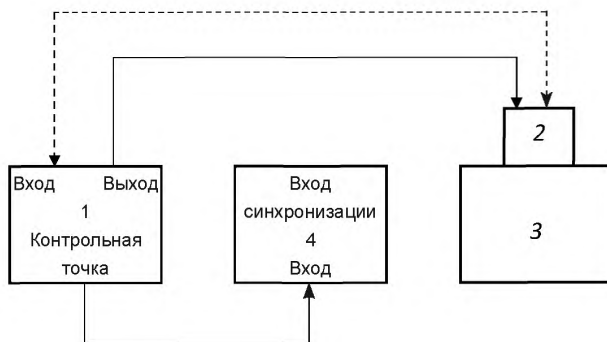 2
Вход Выход
1
Контрольная
точка
Вход
синхронизации
4
Вход
3